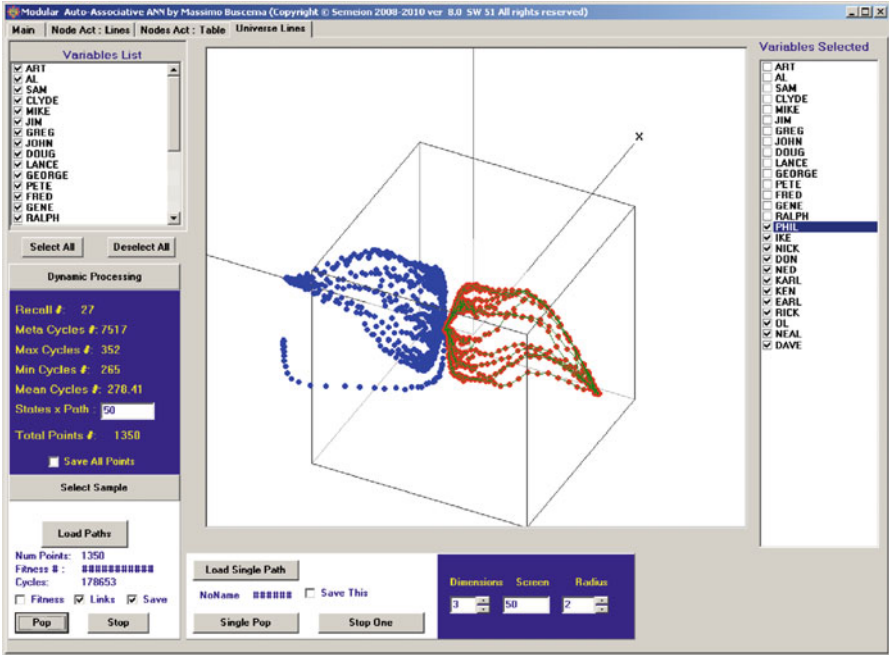 Modular Auto-Associative ANN by Massimo Buscema (Copyright © Semeion 2008-2010 ver 8.0 SW 51 All rights reserved)
Main Node Act : Lines Nodes Act : Table Universe Lines
Variables List
ART
AL
SAM
CLYDE
MIKE
JIM
GREG
JOHN
DOUG
LANCE
GEORGE
PETE
FRED
GENE
RALPH
Select All Deselect All
Dynamic Processing
Recall #: 27
Meta Cycles #: 7517
Max Cycles #: 352
Min Cycles #: 265
Mean Cycles #: 278.41
States x Path : 50
Total Points #: 1350
Save All Points
Select Sample
Load Paths
Num Points: 1350
Fitness # : ###########
Cycles: 178653
Fitness Links Save
Pop Stop
X
Load Single Path
NoName ###### Save This
Single Pop Stop One
Dimensions Screen Radius
3 50 2
Variables Selected
ART
AL
SAM
CLYDE
MIKE
JIM
GREG
JOHN
DOUG
LANCE
GEORGE
PETE
FRED
GENE
RALPH
PHIL
IKE
NICK
DON
NED
KARL
KEN
EARL
RICK
OL
NEAL
DAVE